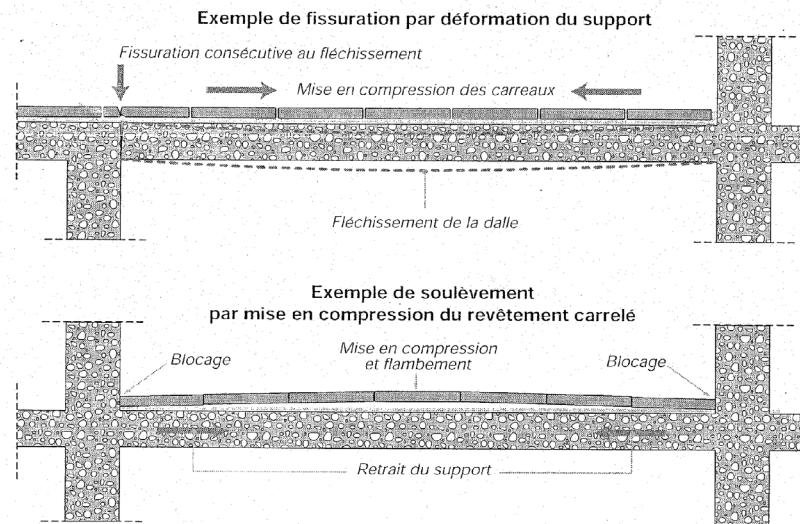 Exemple de fissuration par déformation du support
Fissuration consécutive au fléchissement
Mise en compression des carreaux
Fléchissement de la dalle
Exemple de soulèvement
par mise en compression du revêtement carrelé
Blocage
Mise en compression
et flambement
Blocage
Retrait du support